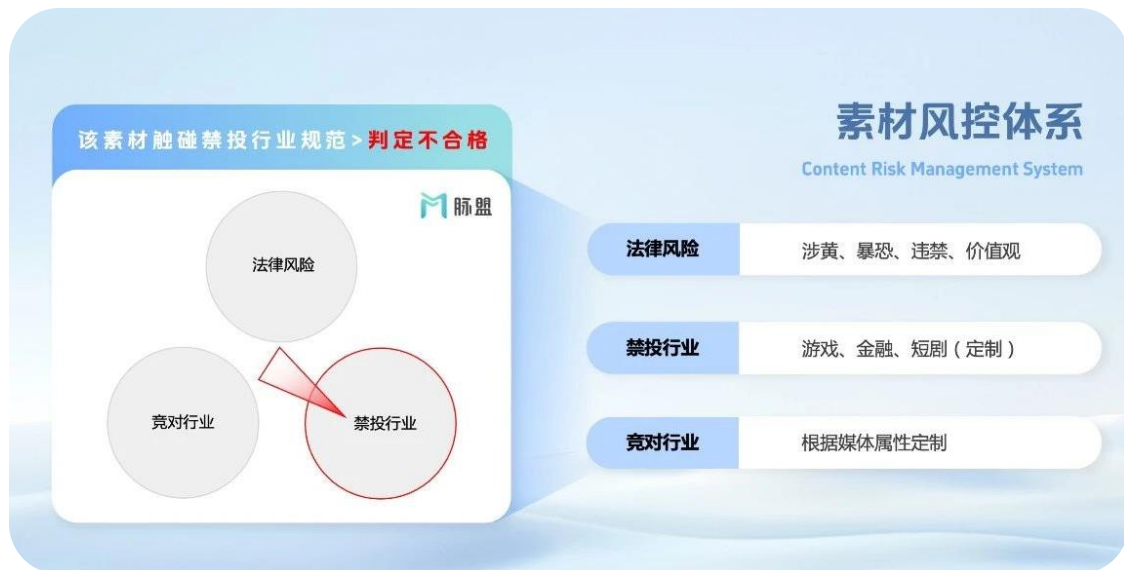 该素材触碰禁投行业规范>判定不合格
脉盟
法律风险
竞对行业
禁投行业
素材风控体系
Content Risk Management System
法律风险 涉黄、暴恐、违禁、价值观
禁投行业 游戏、金融、短剧（定制）
竞对行业 根据媒体属性定制